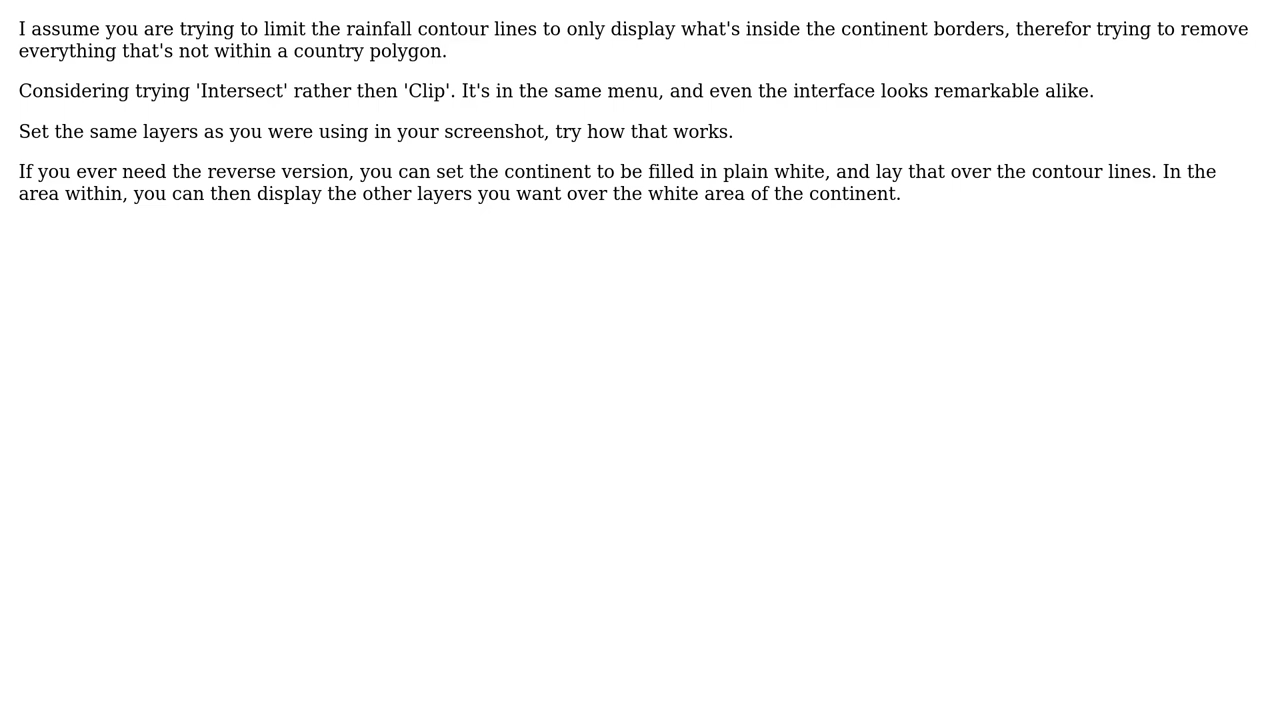 I assume you are trying to limit the rainfall contour lines to only display what's inside the continent borders, therefor trying to remove
everything that's not within a country polygon.
Considering trying 'Intersect' rather then 'Clip'. It's in the same menu, and even the interface looks remarkable alike.
Set the same layers as you were using in your screenshot, try how that works.
If you ever need the reverse version, you can set the continent to be filled in plain white, and lay that over the contour lines. In the
area within, you can then display the other layers you want over the white area of the continent.